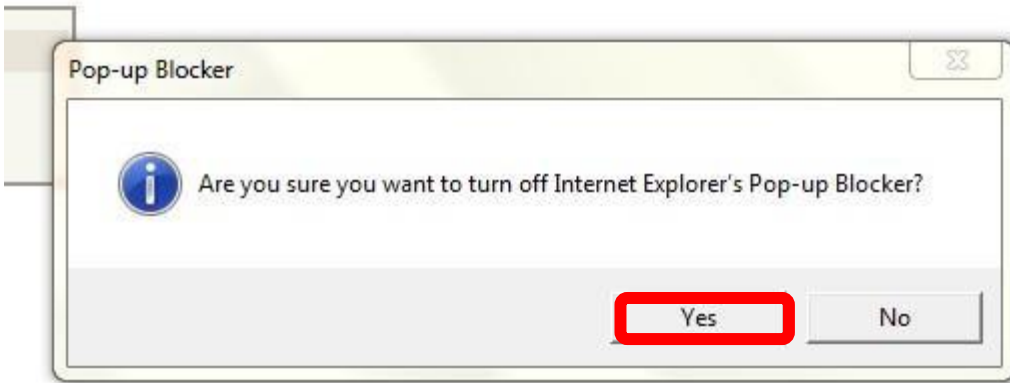 Pop-up Blocker
Are you sure you want to turn off Internet Explorer's Pop-up Blocker?
Yes No